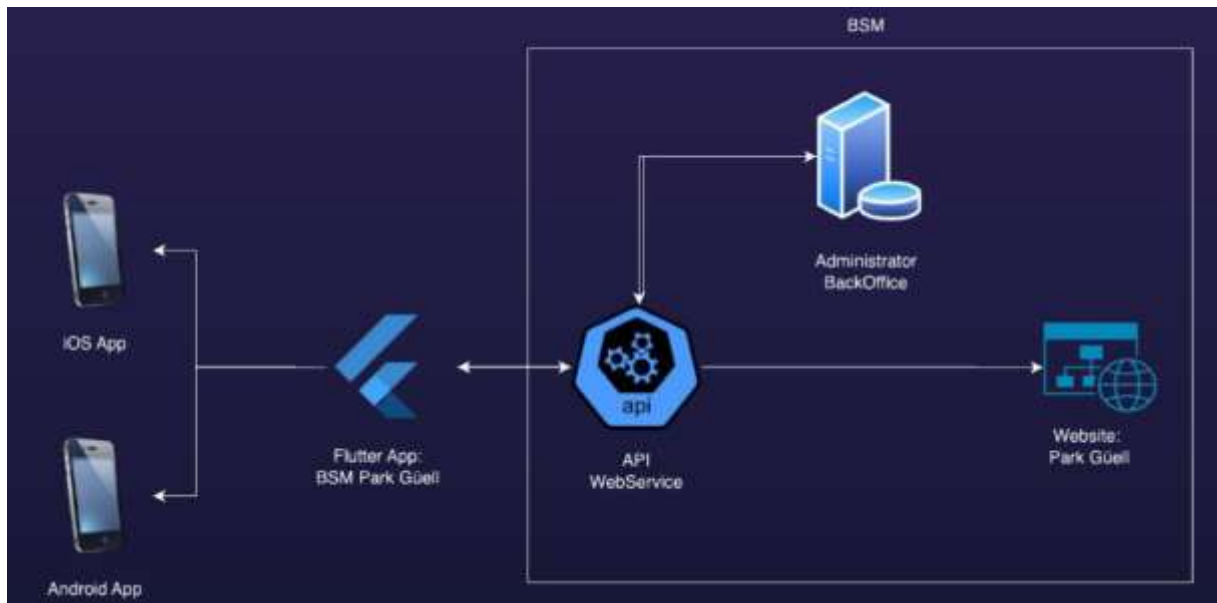 BSM
Administrator
BackOffice
iOS App
api
Flutter App:
BSM Park Güell
API
WebService
Website:
Park Güell
Android App